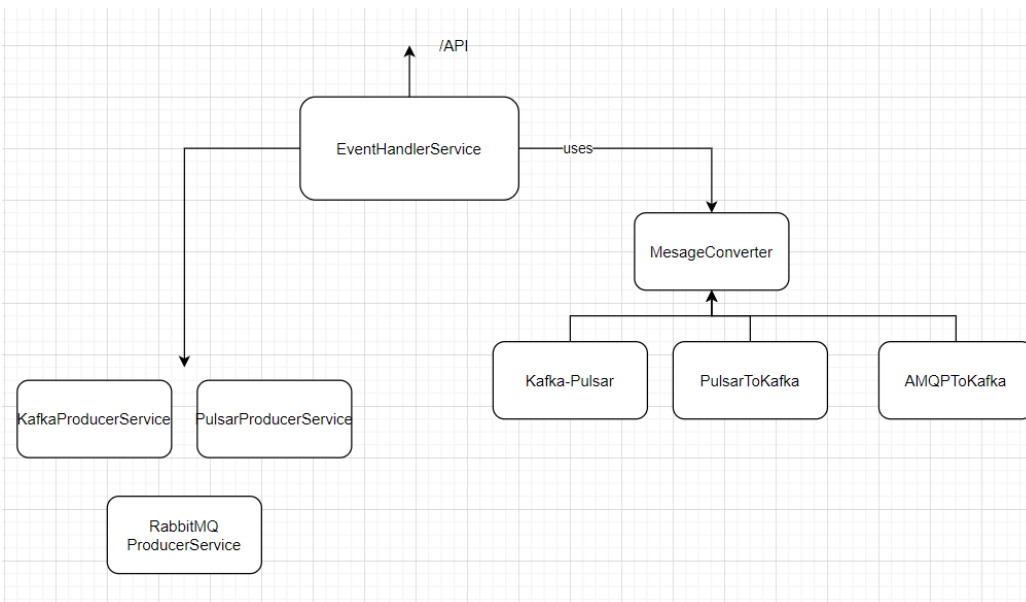 /API
EventHandlerService
uses
MesageConverter
Kafka-Pulsar
PulsarToKafka
AMQPToKafka
KafkaProducerService
PulsarProducerService
RabbitMQ
ProducerService